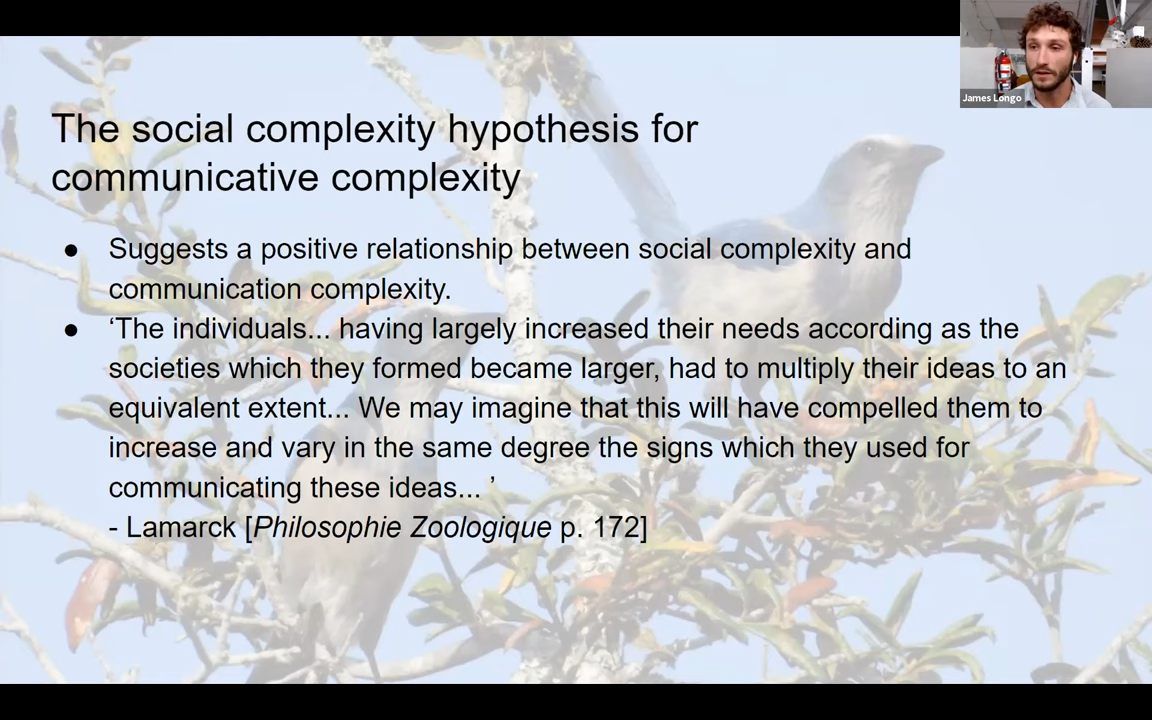 James Longo
The social complexity hypothesis for
communicative complexity
● Suggests a positive relationship between social complexity and
communication complexity.
● ‘The individuals... having largely increased their needs according as the
societies which they formed became larger, had to multiply their ideas to an
equivalent extent... We may imagine that this will have compelled them to
increase and vary in the same degree the signs which they used for
communicating these ideas... ’
- Lamarck [Philosophie Zoologique p. 172]